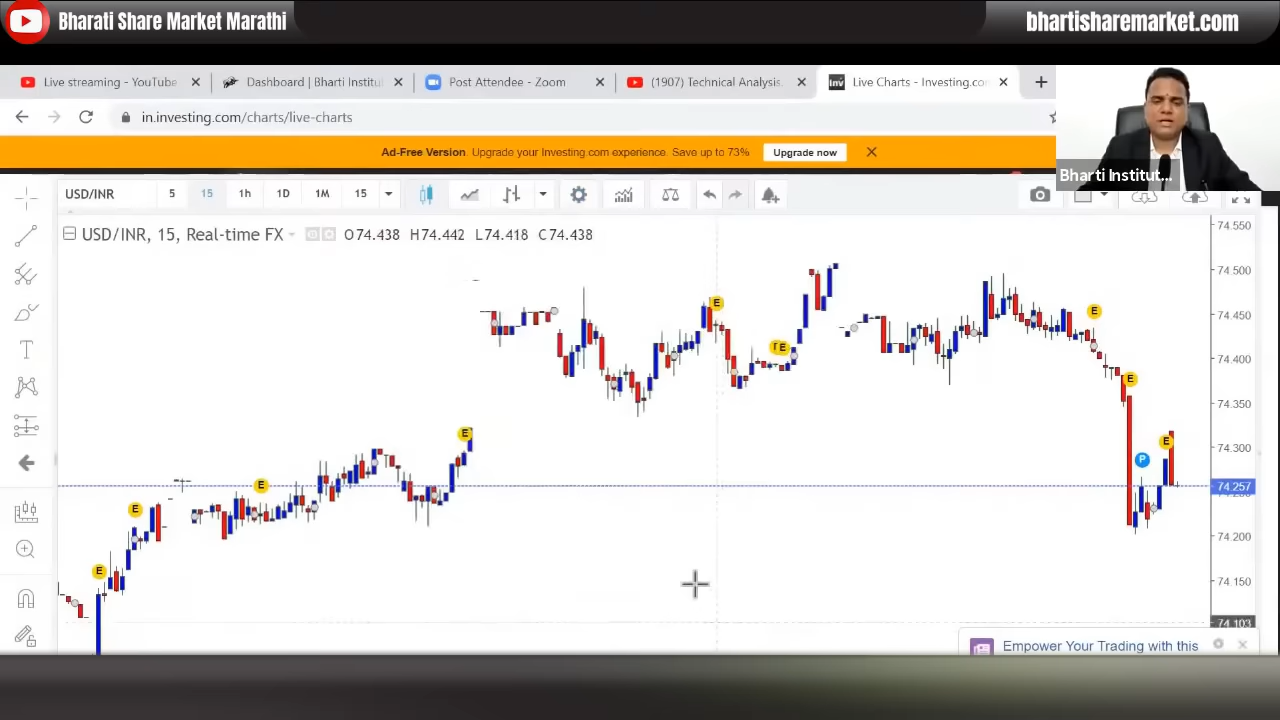 Bharati Share Market Marathi
bhartisharemarket.com
Live streaming - YouTube
Dashboard | Bharti Institut
Post Attendee - Zoom
(1907) Technical Analysis.
Live Charts - Investing.co
in.investing.com/charts/live-charts
Ad-Free Version Upgrade your Investing.com experience. Save up to 73% Upgrade now
Bharti Institut...
USD/INR 5 15 1h 1D 1M 15
USD/INR, 15, Real-time FX O74.438 H74.442 L74.418 C74.438
74.550
74.500
74.450
74.400
74.350
74.300
74.257
74.200
74.150
74.103
E
E
E
E
E
E
E
E
P
E
Empower Your Trading with this